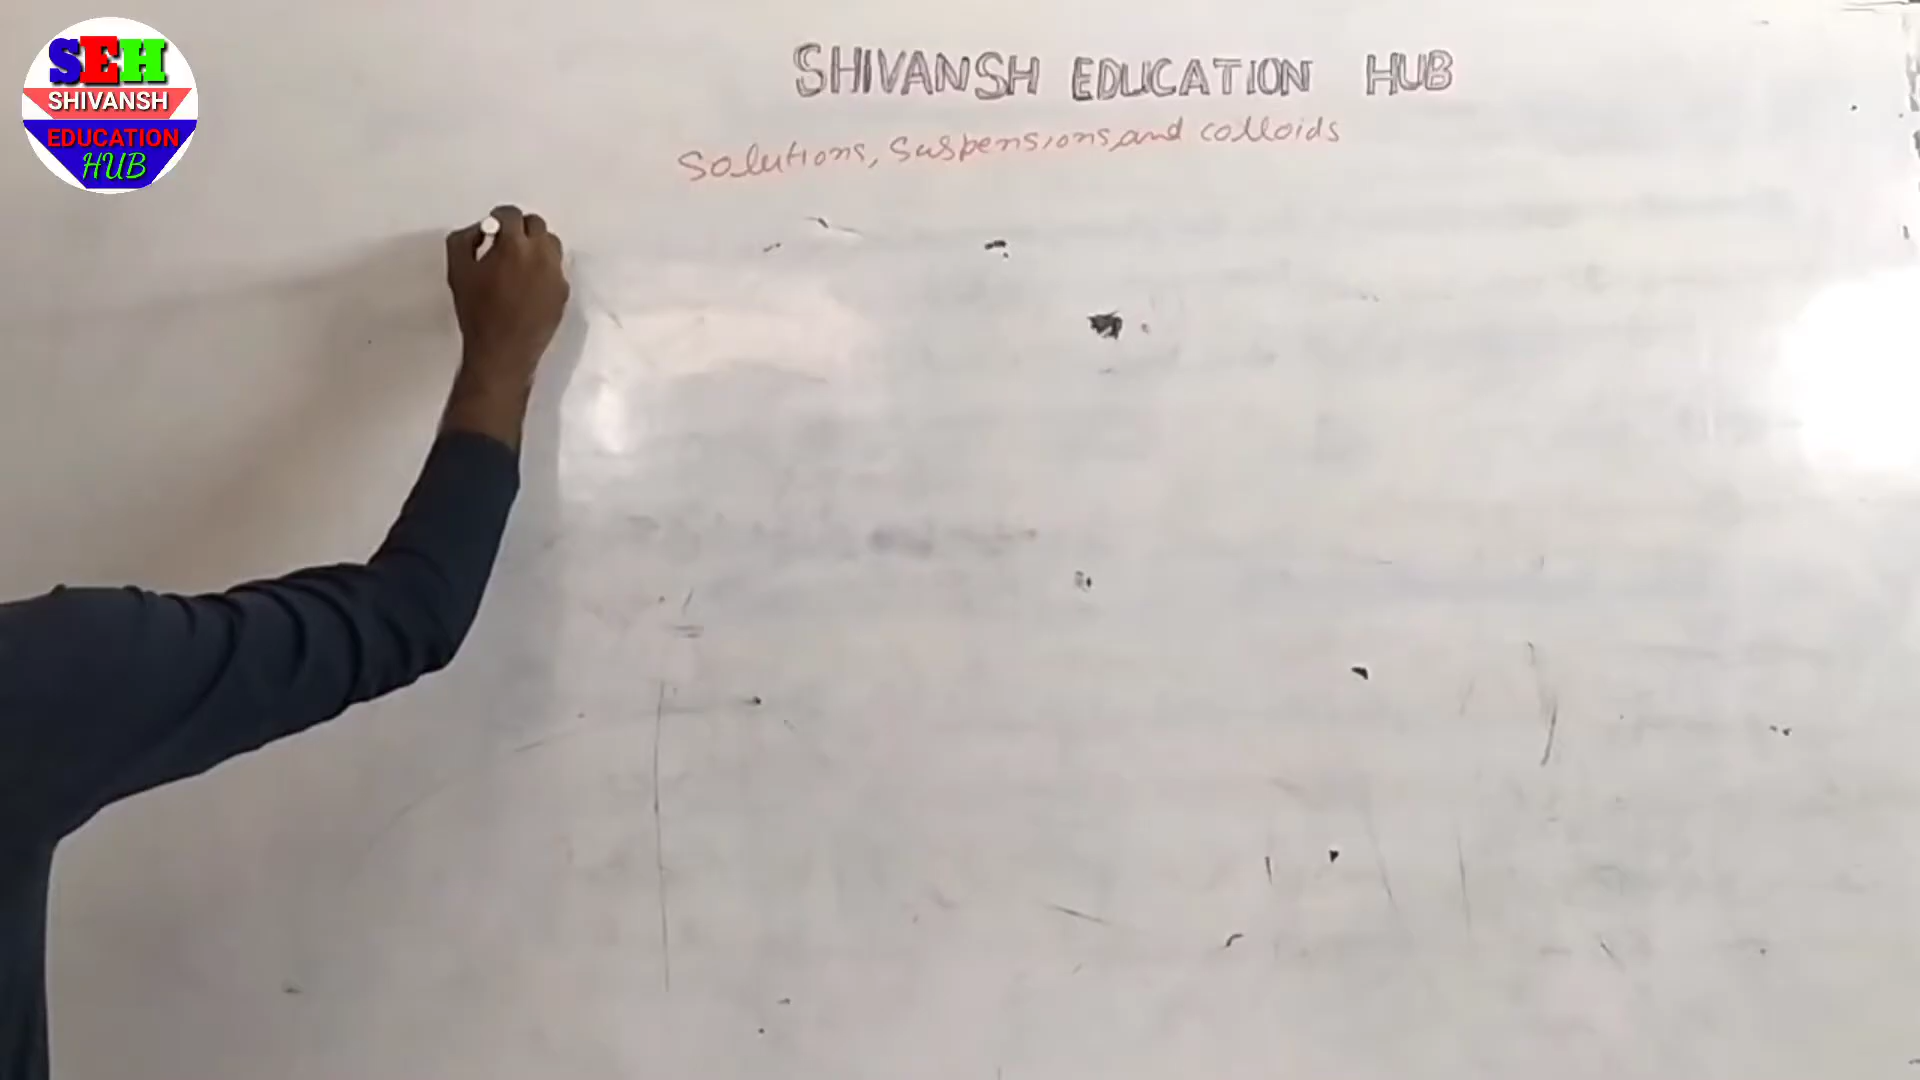 SEH
SHIVANSH
EDUCATION
HUB
SHIVANSH EDUCATION HUB
Solutions, Suspensions, and colloids